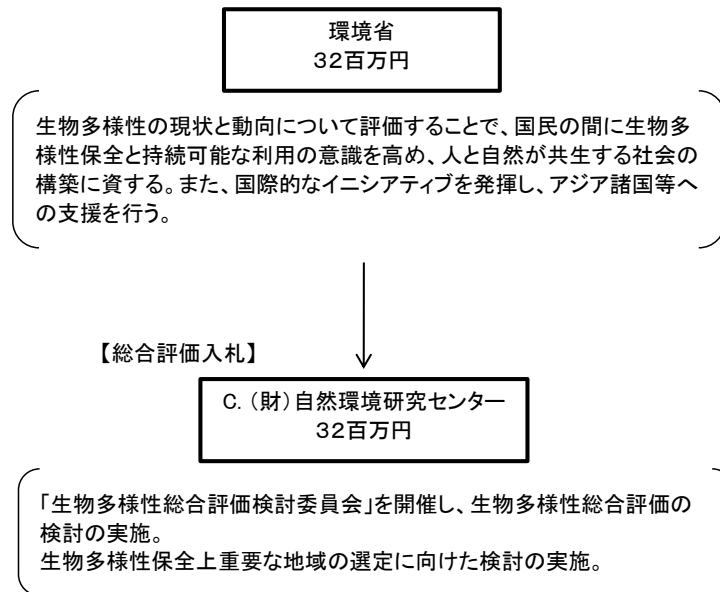 環境省
32百万円
生物多様性の現状と動向について評価することで、国民の間に生物多
様性保全と持続可能な利用の意識を高め、人と自然が共生する社会の
構築に資する。また、国際的なイニシアティブを発揮し、アジア諸国等へ
の支援を行う。
【総合評価入札】
C.（財）自然環境研究センター
32百万円
「生物多様性総合評価検討委員会」を開催し、生物多様性総合評価の
検討の実施。
生物多様性保全上重要な地域の選定に向けた検討の実施。